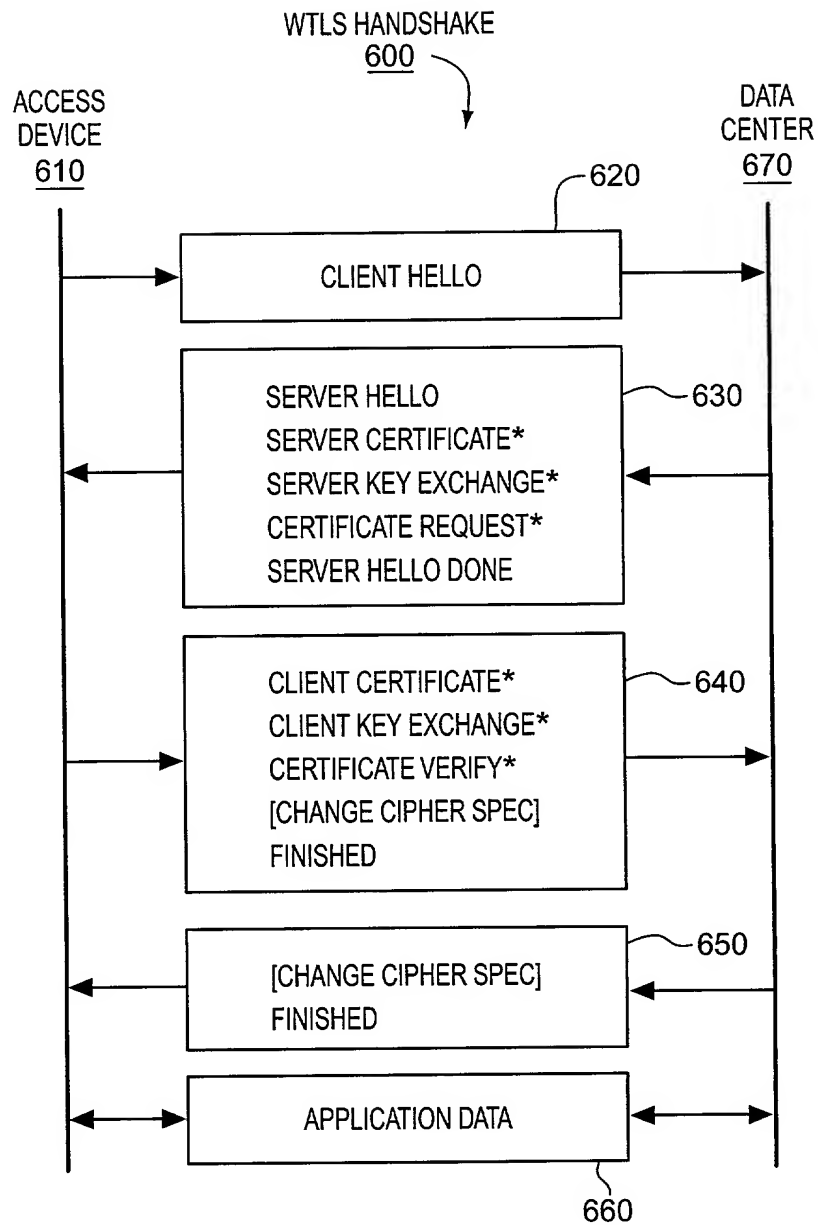 WTLS HANDSHAKE
600
ACCESS
DEVICE
610
DATA
CENTER
670
620
CLIENT HELLO
630
SERVER HELLO
SERVER CERTIFICATE*
SERVER KEY EXCHANGE*
CERTIFICATE REQUEST*
SERVER HELLO DONE
640
CLIENT CERTIFICATE*
CLIENT KEY EXCHANGE*
CERTIFICATE VERIFY*
[CHANGE CIPHER SPEC]
FINISHED
650
[CHANGE CIPHER SPEC]
FINISHED
APPLICATION DATA
660